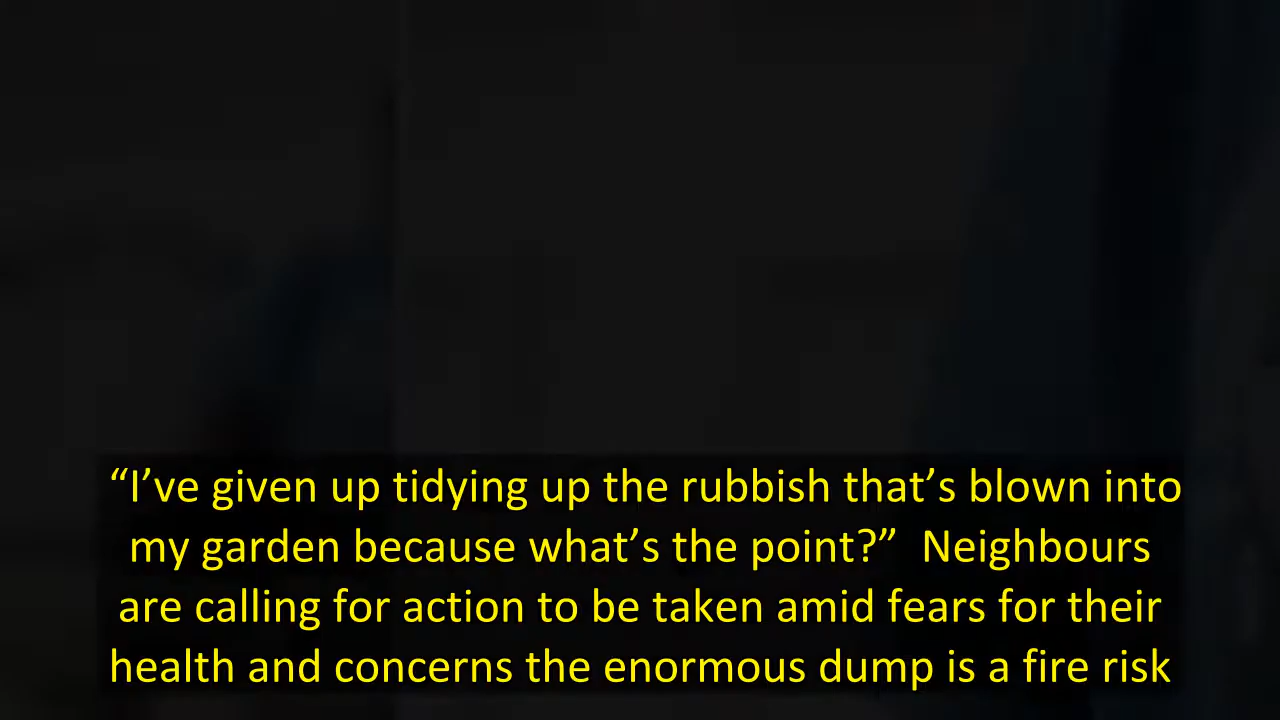 “I’ve given up tidying up the rubbish that’s blown into
my garden because what’s the point?”  Neighbours
are calling for action to be taken amid fears for their
health and concerns the enormous dump is a fire risk